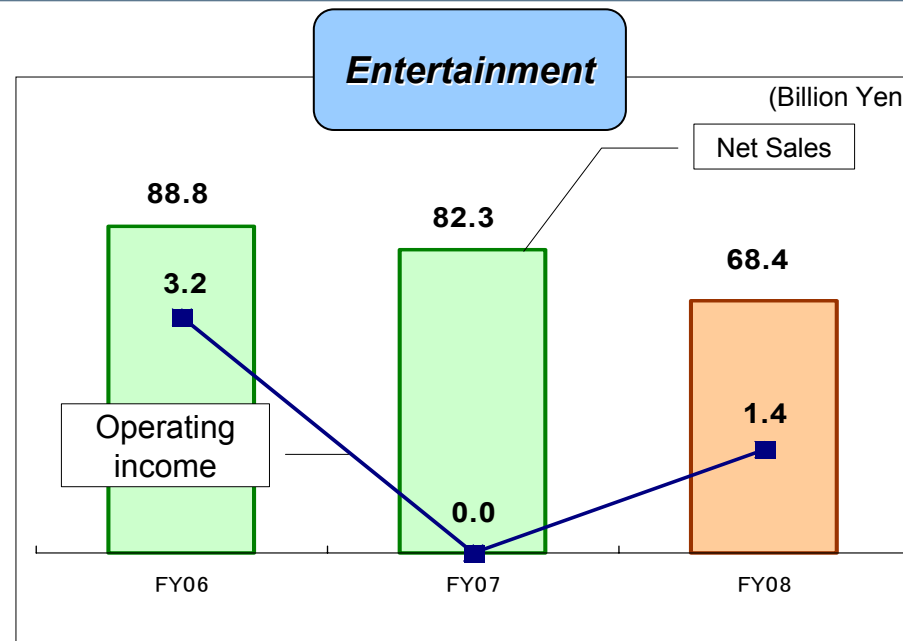 Entertainment
(Billion Yen
Net Sales
88.8
82.3
68.4
3.2
Operating
income
1.4
0.0
FY06
FY07
FY08